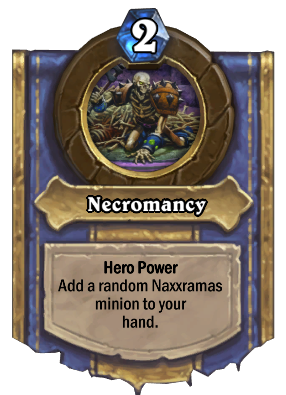 2
Necromancy
Hero Power
Add a random Naxxramas
minion to your
hand.